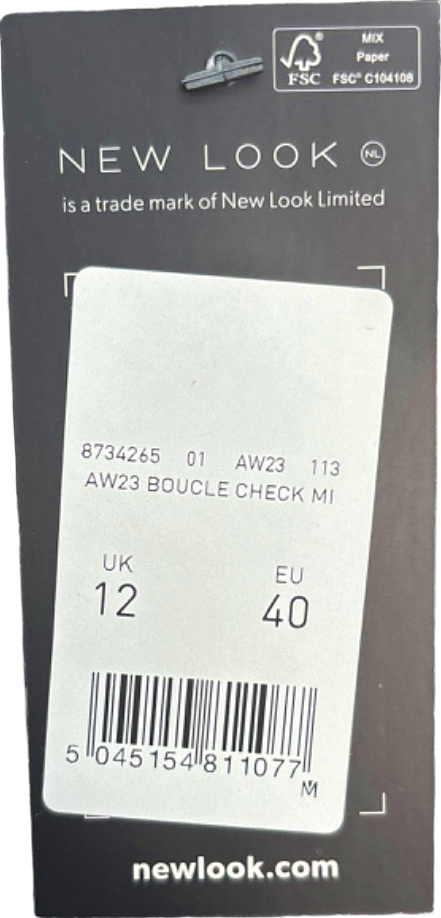 MIX
Paper
FSC® FSC® C104108
NEW LOOK NL
is a trade mark of New Look Limited
8734265 01 AW23 113
AW23 BOUCLE CHECK MI
UK EU
12 40
5 045154 811077
M
newlook.com